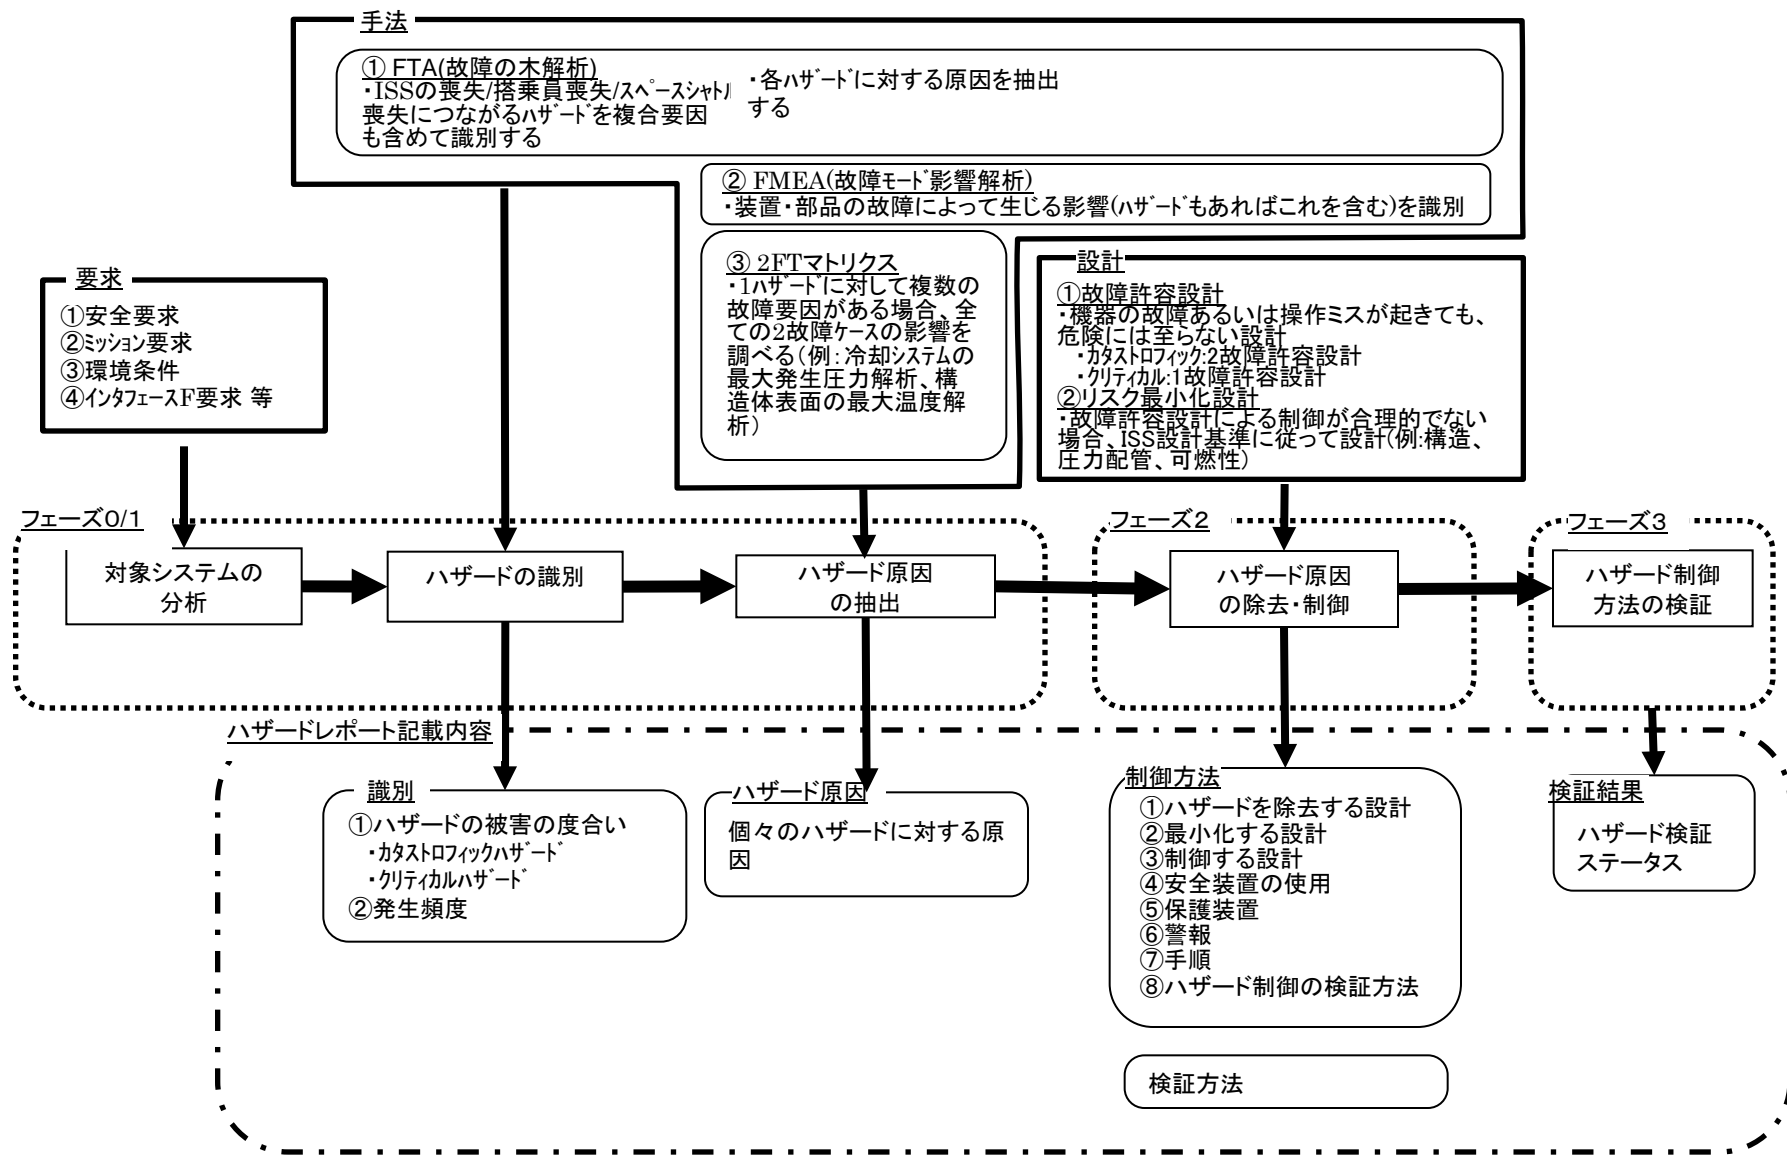 手法
① FTA(故障の木解析)
・ISSの喪失/搭乗員喪失/ｽﾍﾟｰｽｼｬﾄﾙ
喪失につながるﾊｻﾞｰﾄﾞを複合要因
も含めて識別する
・各ﾊｻﾞｰﾄﾞに対する原因を抽出
する
② FMEA(故障ﾓｰﾄﾞ影響解析)
・装置・部品の故障によって生じる影響(ﾊｻﾞｰﾄﾞもあればこれを含む)を識別
③ 2FTマトリクス
・1ﾊｻﾞｰﾄﾞに対して複数の
故障要因がある場合、全
ての2故障ｹｰｽの影響を
調べる(例：冷却システムの
最大発生圧力解析、構
造体表面の最大温度解
析)
要求
①安全要求
②ﾐｯｼｮﾝ要求
③環境条件
④ｲﾝﾀﾌｪｰｽF要求 等
設計
①故障許容設計
・機器の故障あるいは操作ミスが起きても、
危険には至らない設計
・ｶﾀｽﾄﾛﾌｨｯｸ:2故障許容設計
・ｸﾘﾃｨｶﾙ:1故障許容設計
②リスク最小化設計
・故障許容設計による制御が合理的でない
場合、ISS設計基準に従って設計(例:構造、
圧力配管、可燃性)
フェーズ0/1
フェーズ2
フェーズ3
対象システムの
分析
ハザードの識別
ハザード原因
の抽出
ハザード原因
の除去・制御
ハザード制御
方法の検証
ハザードレポート記載内容
識別
①ハザードの被害の度合い
・ｶﾀｽﾄﾛﾌｨｯｸﾊｻﾞｰﾄﾞ
・ｸﾘﾃｨｶﾙﾊｻﾞｰﾄﾞ
②発生頻度
ハザード原因
個々のハザードに対する原
因
制御方法
①ハザードを除去する設計
②最小化する設計
③制御する設計
④安全装置の使用
⑤保護装置
⑥警報
⑦手順
⑧ハザード制御の検証方法
検証方法
検証結果
ハザード検証
ステータス